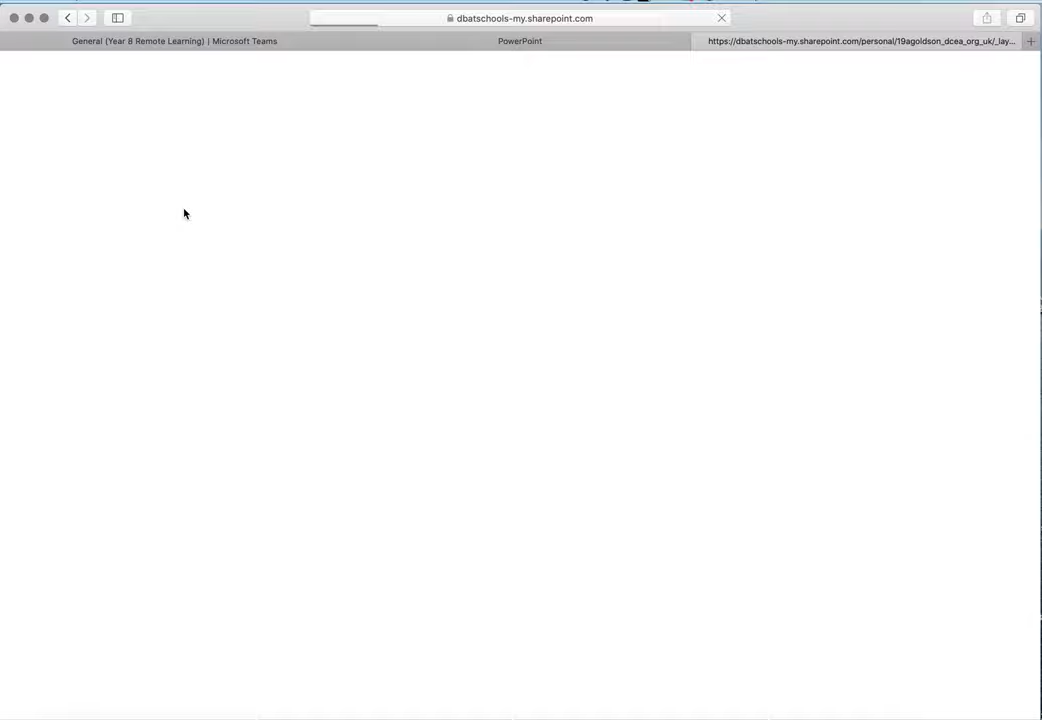 dbatschools-my.sharepoint.com
General (Year 8 Remote Learning) | Microsoft Teams
PowerPoint
https://dbatschools-my.sharepoint.com/personal/19agoldson_dcea_org_uk/_lay...